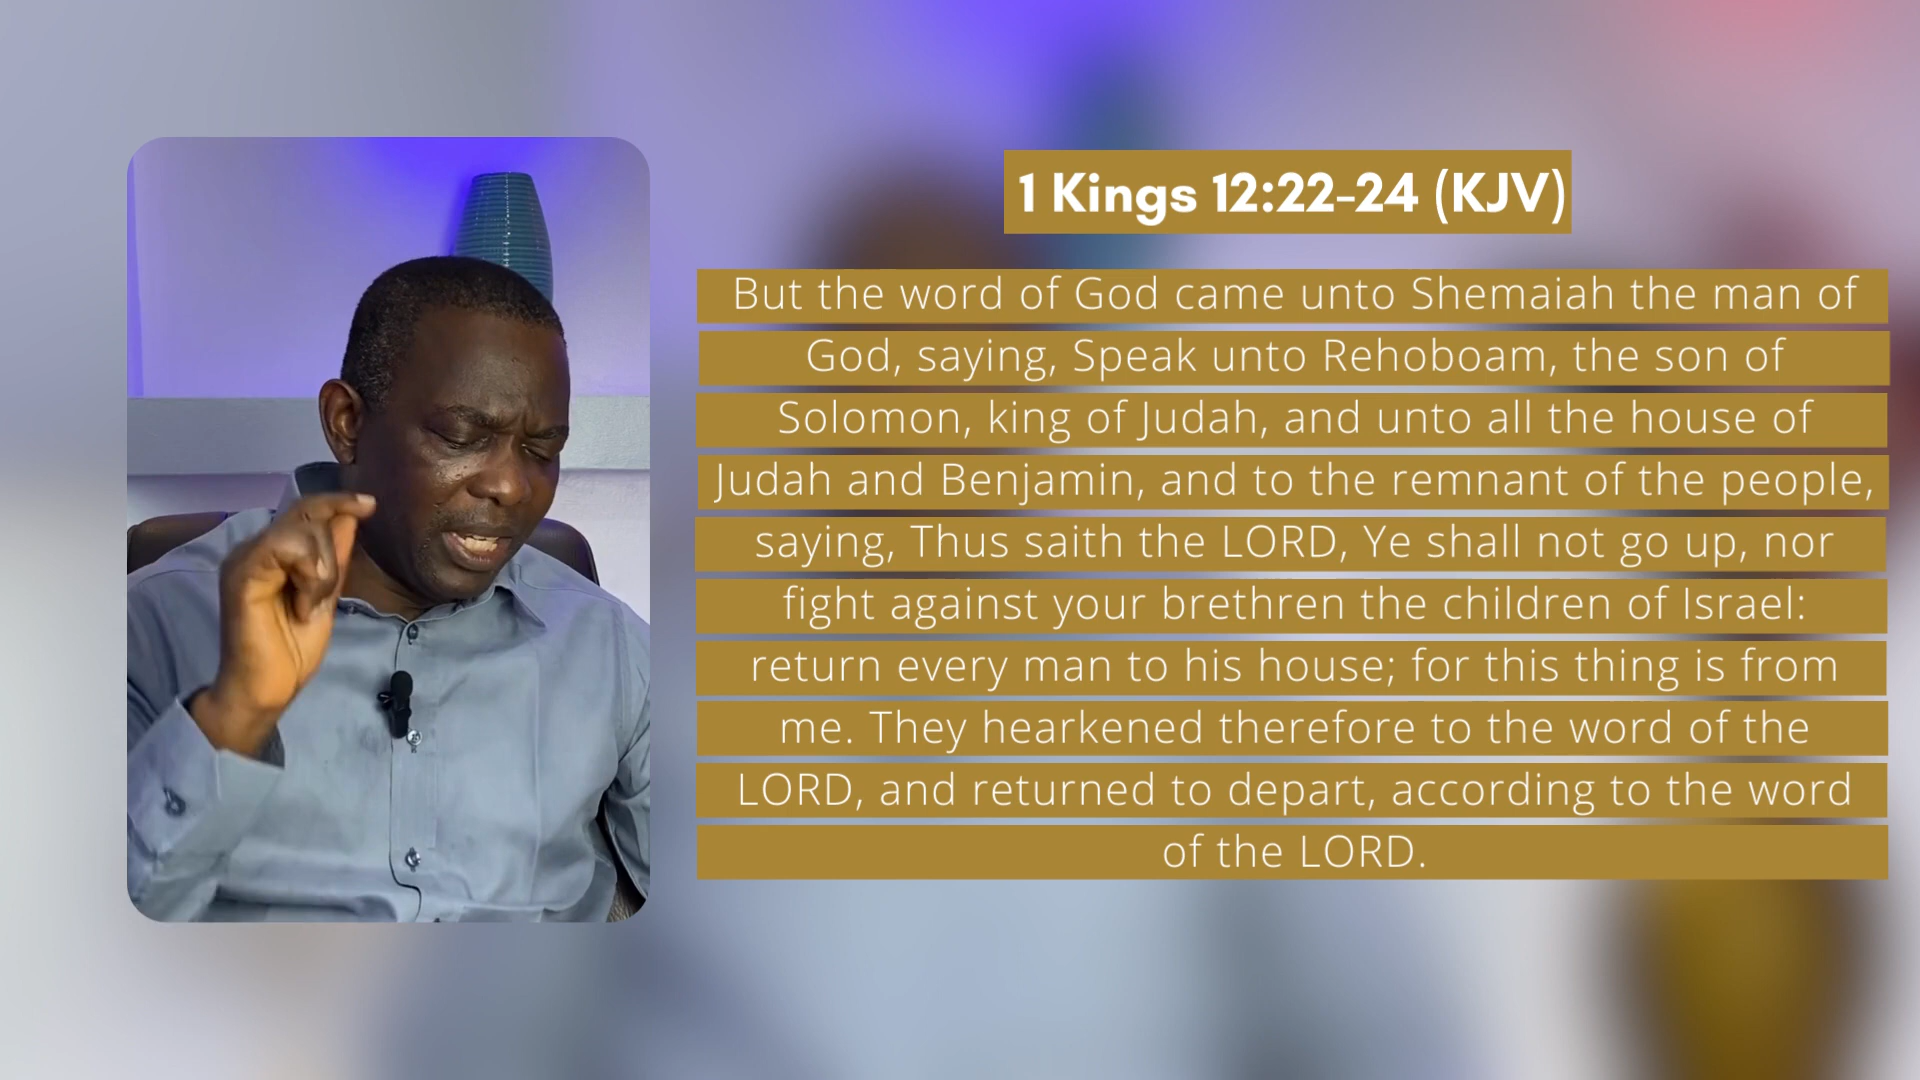 1 Kings 12:22-24 (KJV)
But the word of God came unto Shemaiah the man of
God, saying, Speak unto Rehoboam, the son of
Solomon, king of Judah, and unto all the house of
Judah and Benjamin, and to the remnant of the people,
saying, Thus saith the LORD, Ye shall not go up, nor
fight against your brethren the children of Israel:
return every man to his house; for this thing is from
me. They hearkened therefore to the word of the
LORD, and returned to depart, according to the word
of the LORD.